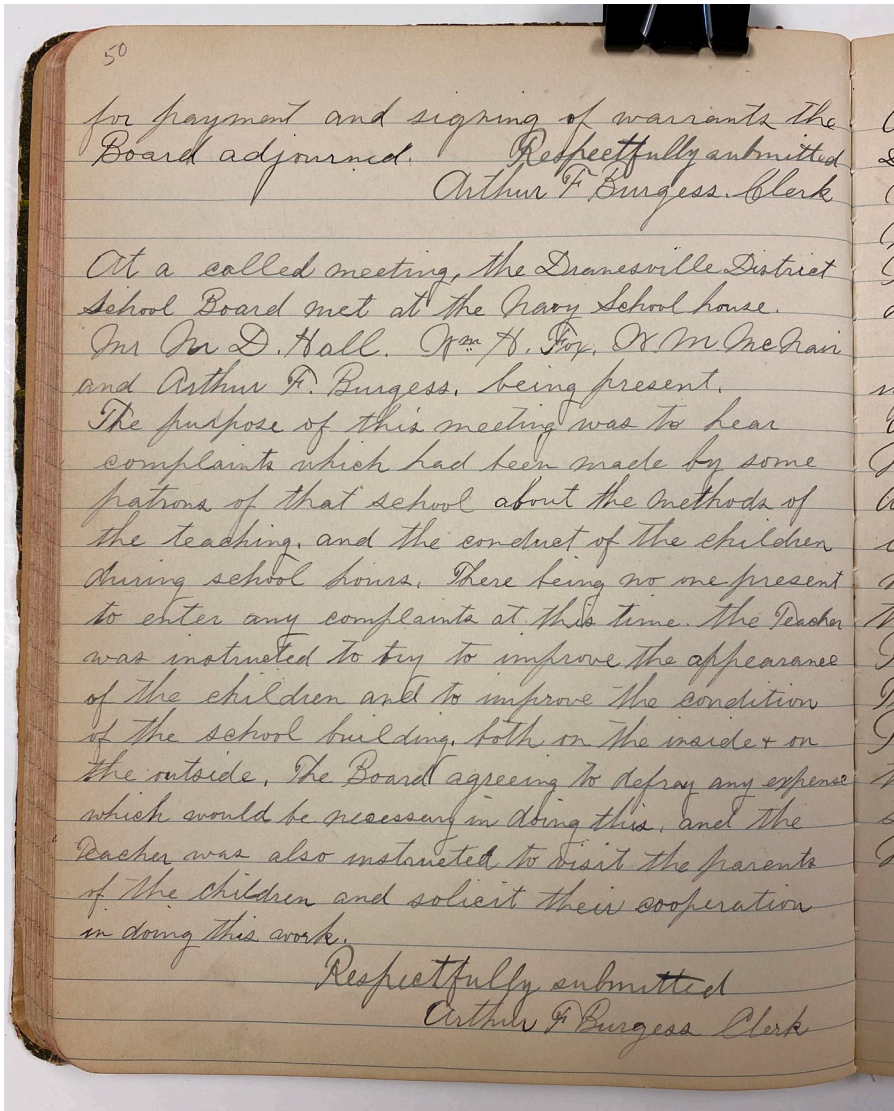 50
for payment and signing of warrants the
Board adjourned. Respectfully submitted
Arthur F Burgess. Clerk
At a called meeting, the Dranesville District
School Board met at the Navy School house.
Mr M D. Hall. Wm H. Fox, W. M McNair
and Arthur F. Burgess, being present.
The purpose of this meeting was to hear
complaints which had been made by some
patrons of that school about the methods of
the teaching, and the conduct of the children
during school hours. There being no one present
to enter any complaints at this time. the Teacher
was instructed to try to improve the appearance
of the children and to improve the condition
of the school building, both on the inside + on
the outside, The Board agreeing to defray any expense
which would be necessary in doing this, and the
Teacher was also instructed to visit the parents
of the children and solicit their cooperation
in doing this work.
Respectfully submitted
Arthur F Burgess Clerk